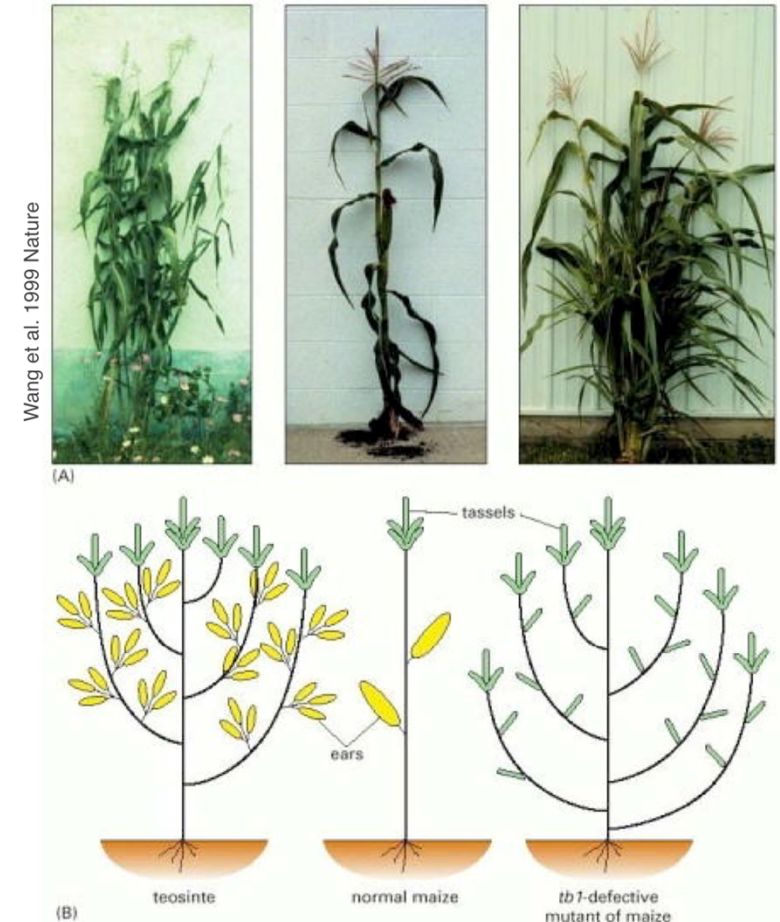 Wang et al. 1999 Nature
(A)
tassels
ears
teosinte
normal maize
tb1-defective
mutant of maize
(B)